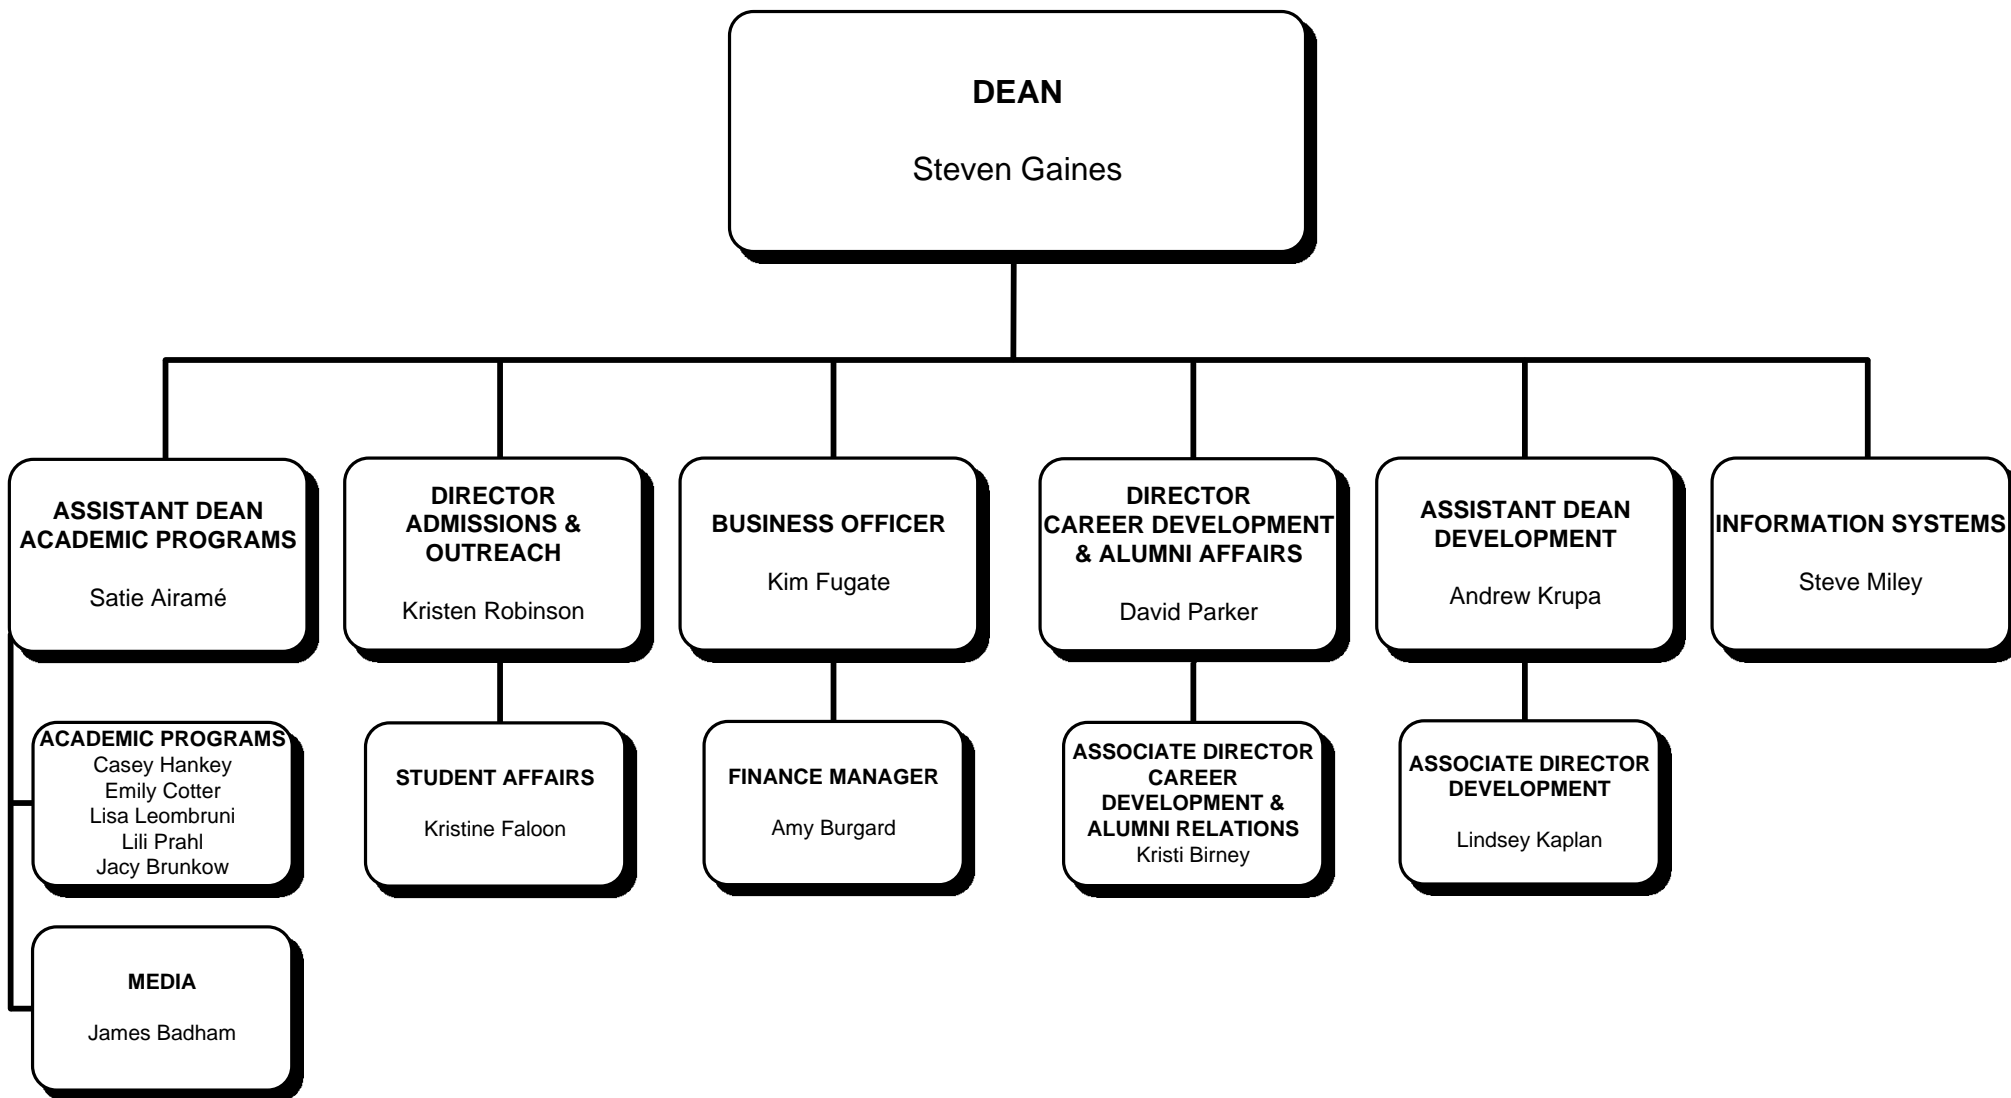 DEAN
Steven Gaines
ASSISTANT DEAN
ACADEMIC PROGRAMS
Satie Airamé
DIRECTOR
ADMISSIONS &
OUTREACH
Kristen Robinson
BUSINESS OFFICER
Kim Fugate
DIRECTOR
CAREER DEVELOPMENT
& ALUMNI AFFAIRS
David Parker
ASSISTANT DEAN
DEVELOPMENT
Andrew Krupa
INFORMATION SYSTEMS
Steve Miley
ACADEMIC PROGRAMS
Casey Hankey
Emily Cotter
Lisa Leombruni
Lili Prahl
Jacy Brunkow
STUDENT AFFAIRS
Kristine Faloon
FINANCE MANAGER
Amy Burgard
ASSOCIATE DIRECTOR
CAREER
DEVELOPMENT &
ALUMNI RELATIONS
Kristi Birney
ASSOCIATE DIRECTOR
DEVELOPMENT
Lindsey Kaplan
MEDIA
James Badham